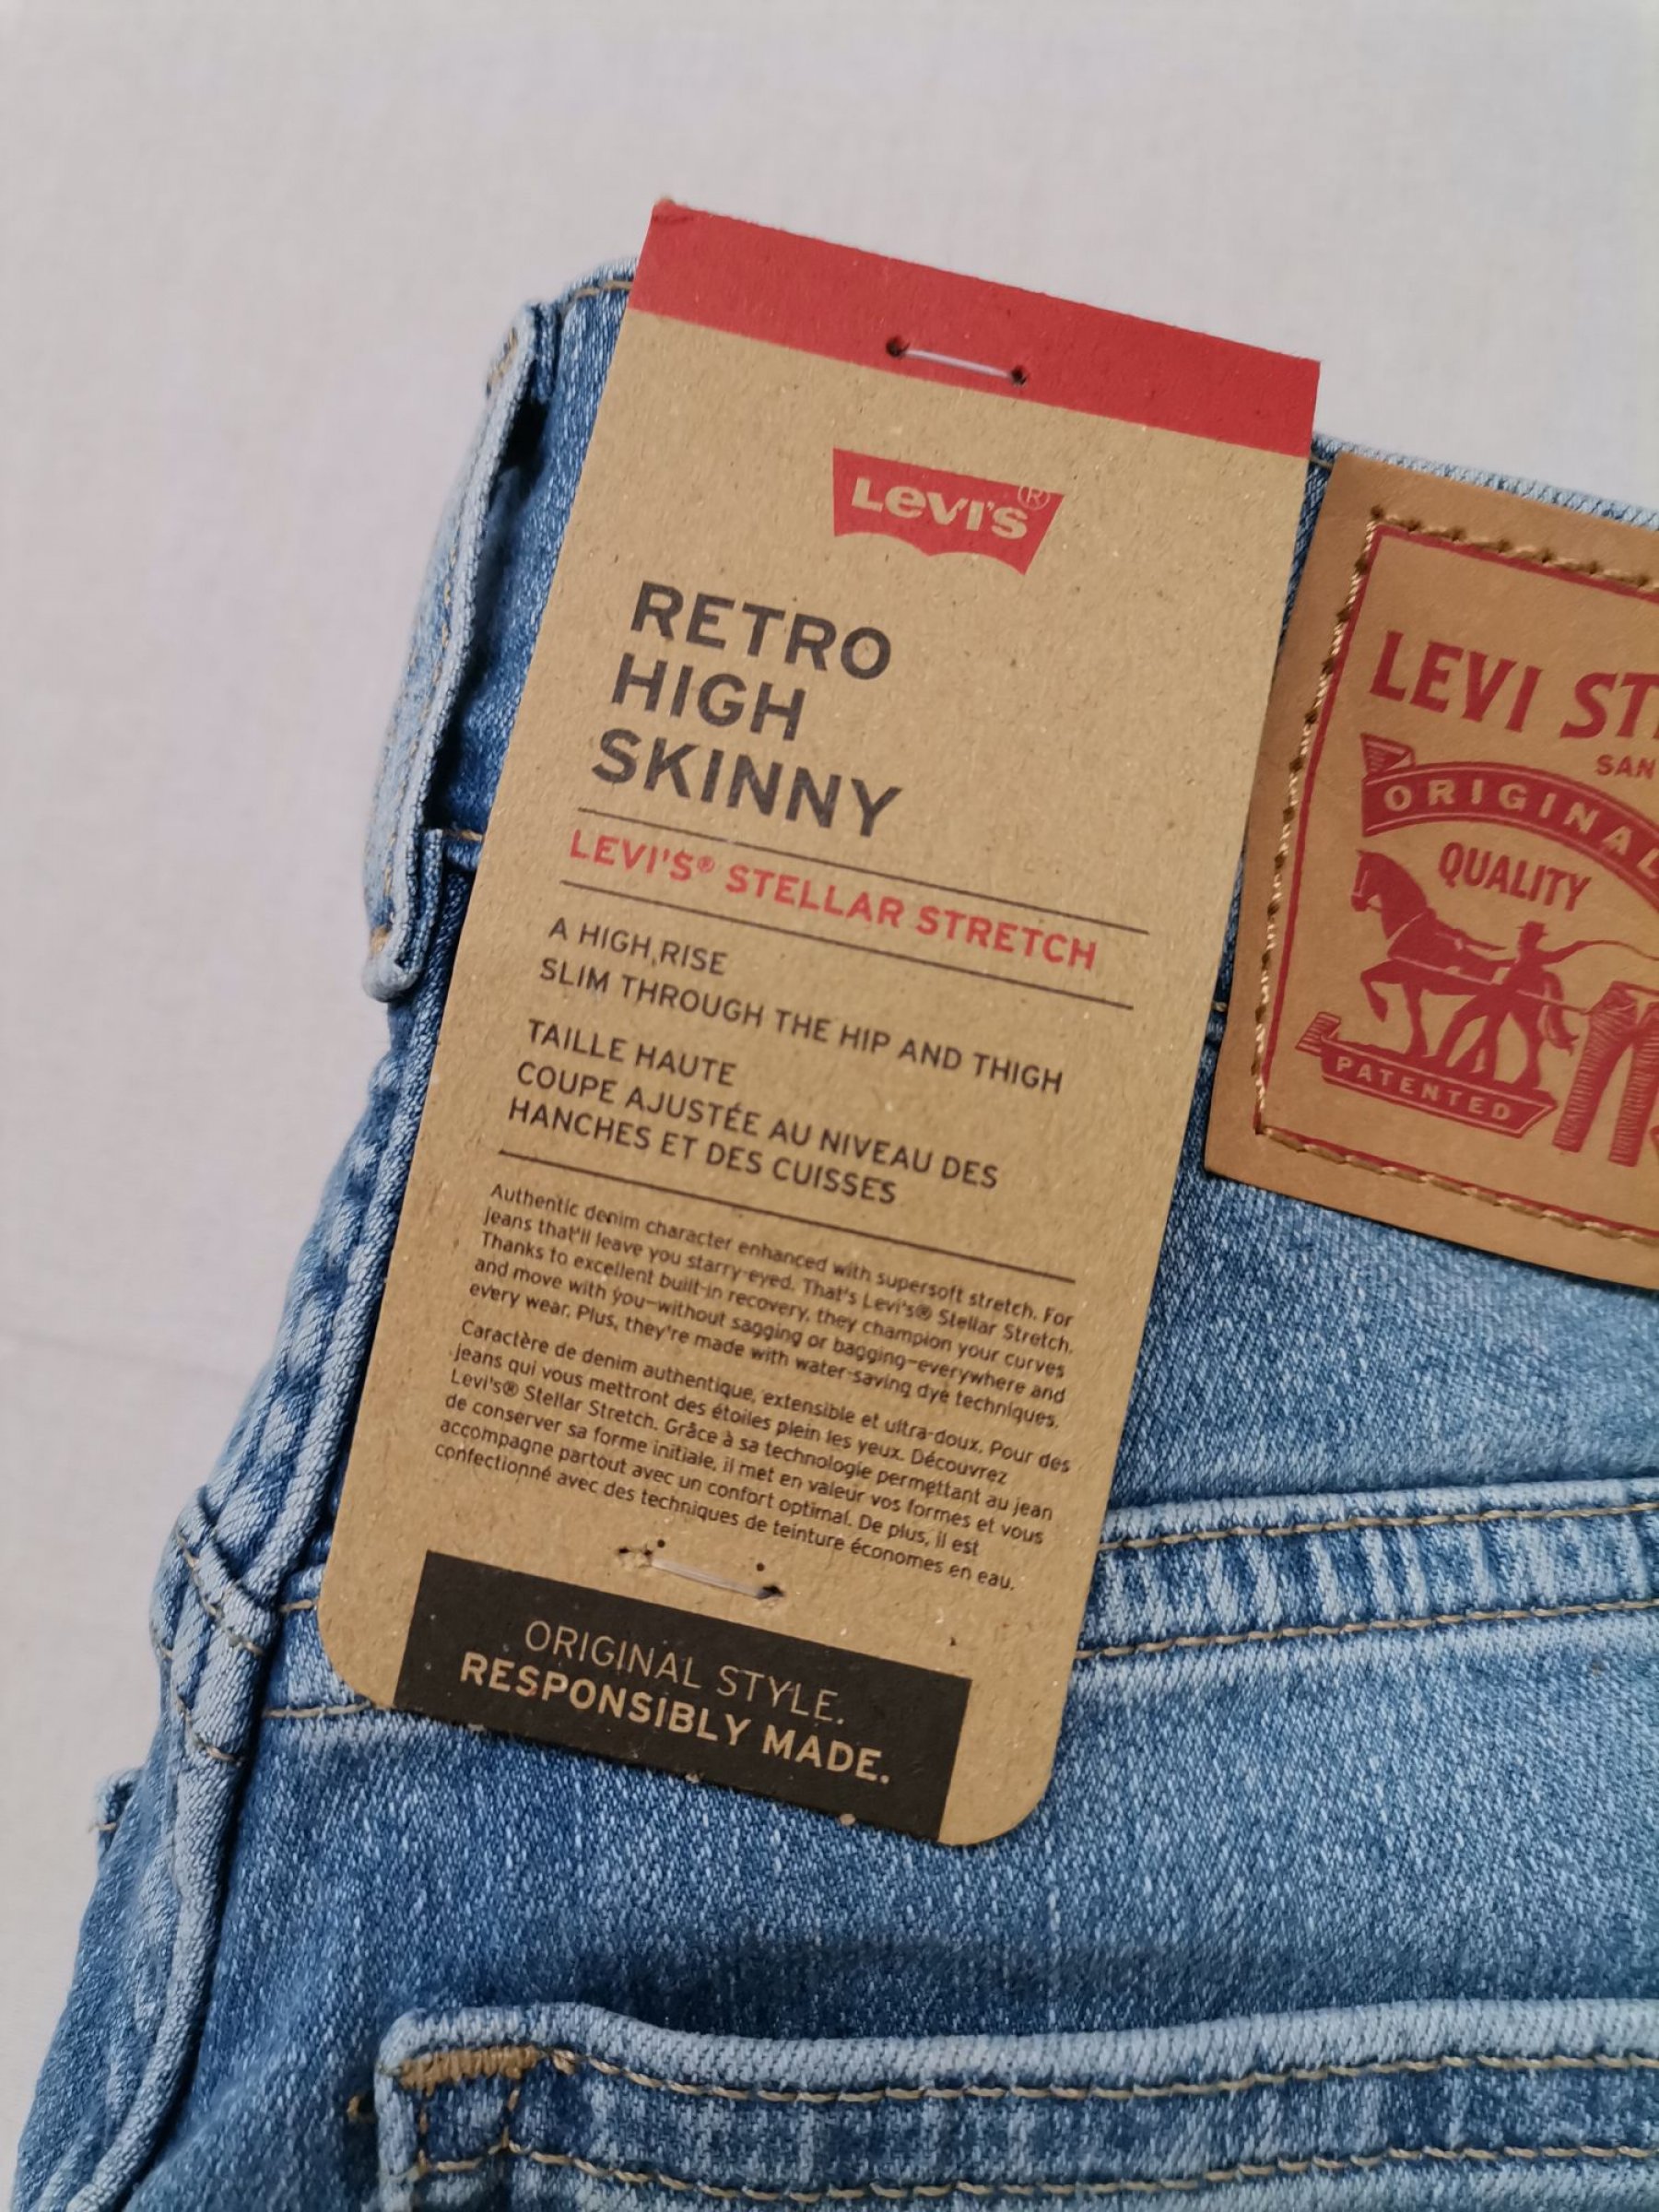 Levi's®
RETRO
HIGH
SKINNY
LEVI'S® STELLAR STRETCH
A HIGH RISE
SLIM THROUGH THE HIP AND THIGH
TAILLE HAUTE
COUPE AJUSTÉE AU NIVEAU DES
HANCHES ET DES CUISSES
Authentic denim character enhanced with supersoft stretch. For
jeans that'll leave you starry-eyed. That's Levi's® Stellar Stretch.
Thanks to excellent built-in recovery, they champion your curves
and move with you—without sagging or bagging—everywhere and
every wear. Plus, they're made with water-saving dye techniques.
Caractère de denim authentique, extensible et ultra-doux. Pour des
jeans qui vous mettront des étoiles plein les yeux. Découvrez
Levi's® Stellar Stretch. Grâce à sa technologie permettant au jean
de conserver sa forme initiale, il met en valeur vos formes et vous
accompagne partout avec un confort optimal. De plus, il est
confectionné avec des techniques de teinture économes en eau.
ORIGINAL STYLE.
RESPONSIBLY MADE.
LEVI ST
SAN
ORIGINAL
QUALITY
PATENTED